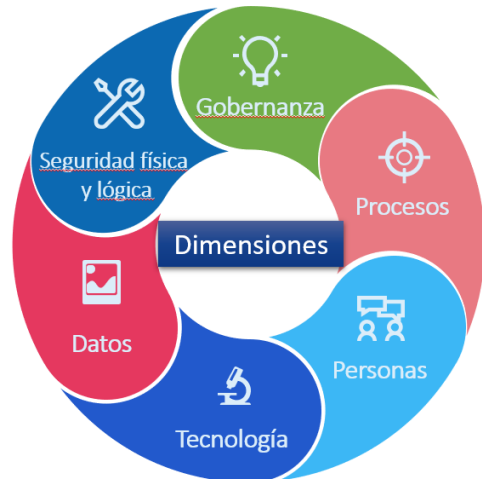 Gobernanza
Seguridad física
y lógica
Procesos
Dimensiones
Datos
Personas
Tecnología